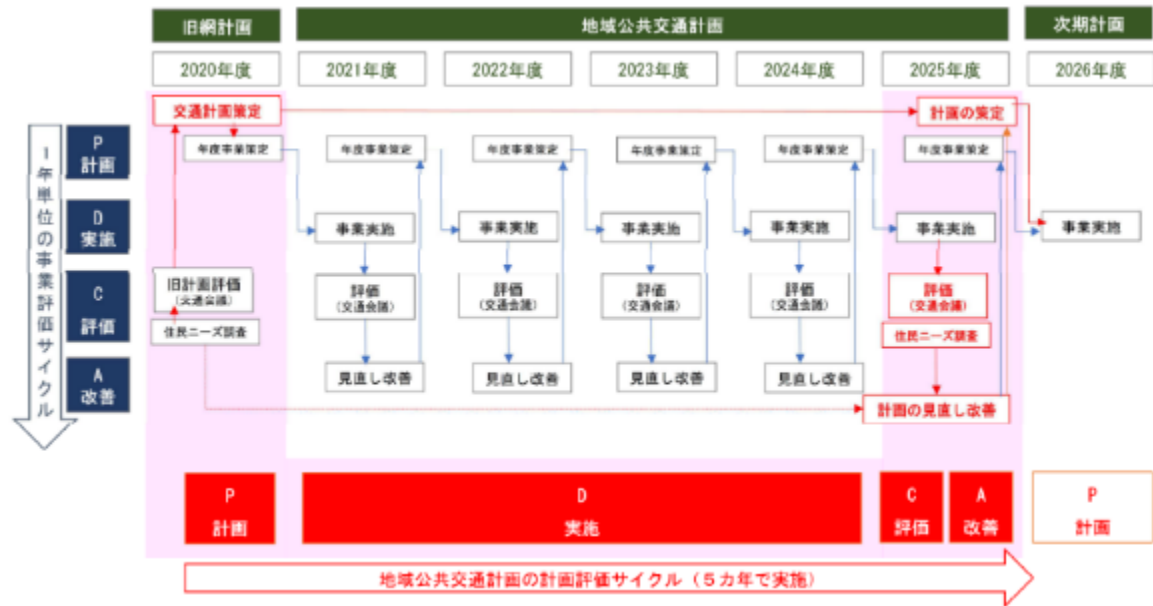 旧網計画
地域公共交通計画
次期計画
2020年度
2021年度
2022年度
2023年度
2024年度
2025年度
2026年度
交通計画策定
計画の策定
1年単位の事業評価サイクル
P
計画
年度事業策定
年度事業策定
年度事業策定
年度事業策定
年度事業策定
年度事業策定
D
実施
事業実施
事業実施
事業実施
事業実施
事業実施
事業実施
C
評価
旧計画評価
(交通会議)
評価
(交通会議)
評価
(交通会議)
評価
(交通会議)
評価
(交通会議)
評価
(交通会議)
住民ニーズ調査
住民ニーズ調査
A
改善
見直し改善
見直し改善
見直し改善
見直し改善
計画の見直し改善
P
計画
D
実施
C
評価
A
改善
P
計画
地域公共交通計画の計画評価サイクル(5カ年で実施)